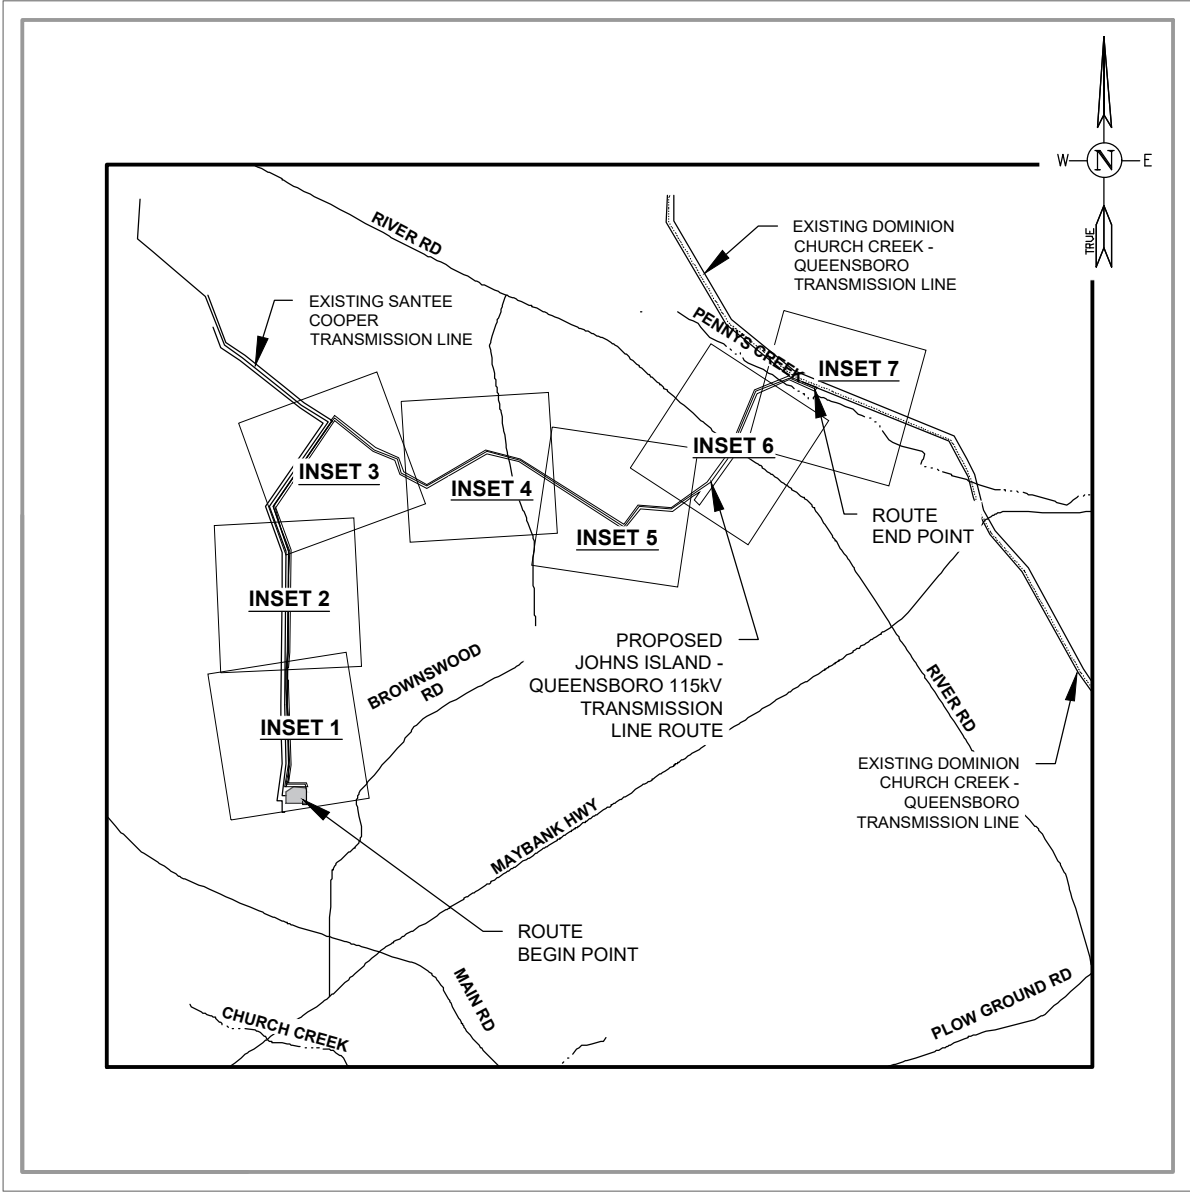 W
N
E
TRUE
RIVER RD
EXISTING DOMINION
CHURCH CREEK -
QUEENSBORO
TRANSMISSION LINE
EXISTING SANTEE
COOPER
TRANSMISSION LINE
PENNYS CREEK
INSET 7
INSET 6
INSET 3
INSET 4
INSET 5
ROUTE
END POINT
INSET 2
PROPOSED
JOHNS ISLAND -
QUEENSBORO 115kV
TRANSMISSION
LINE ROUTE
BROWNSWOOD
RD
RIVER RD
INSET 1
EXISTING DOMINION
CHURCH CREEK -
QUEENSBORO
TRANSMISSION LINE
MAYBANK HWY
ROUTE
BEGIN POINT
MAIN RD
PLOW GROUND RD
CHURCH CREEK